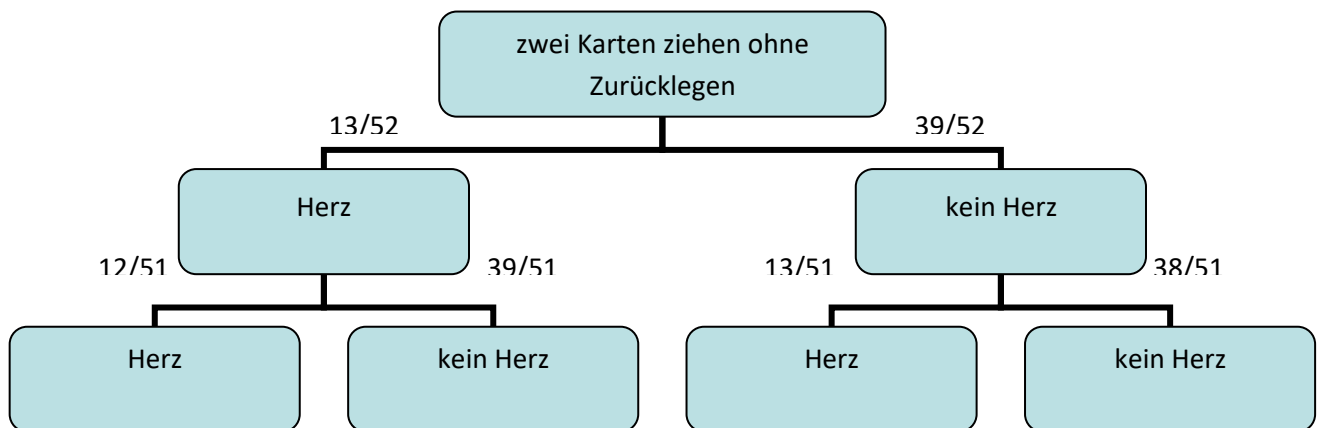 zwei Karten ziehen ohne
Zurücklegen
13/52
39/52
Herz
kein Herz
12/51
39/51
13/51
38/51
Herz
kein Herz
Herz
kein Herz